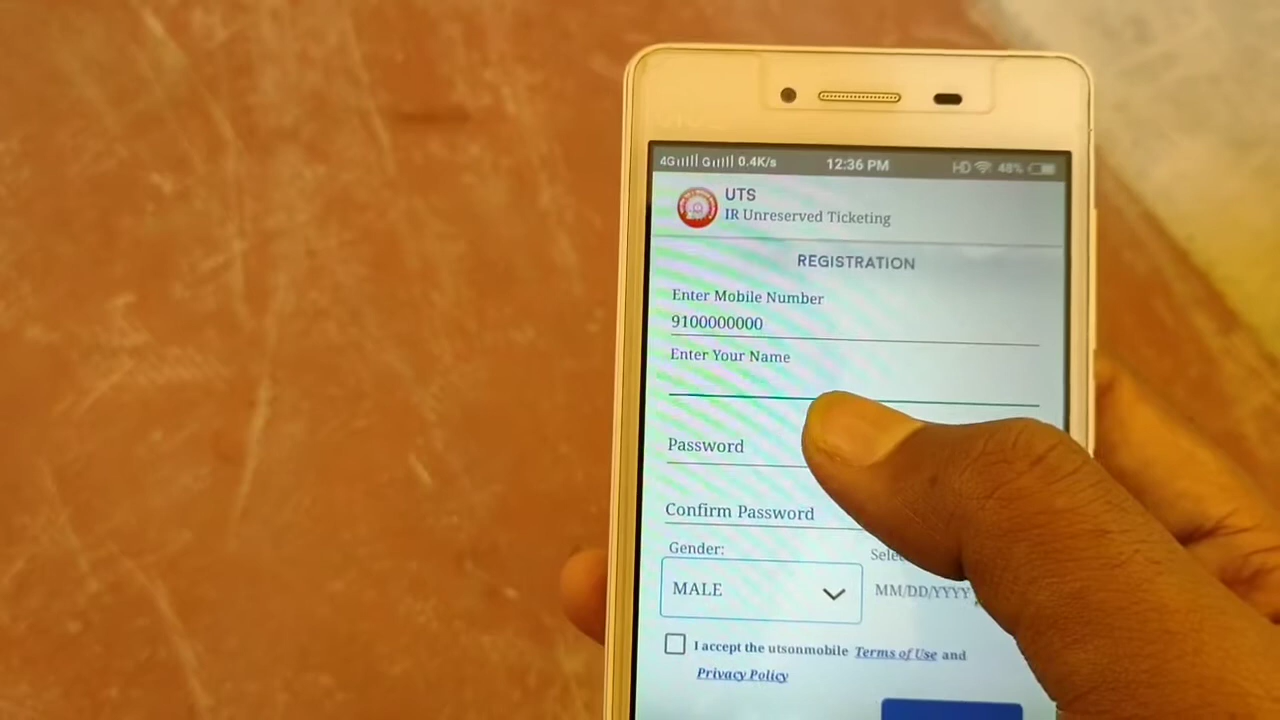 4G G 0.4K/s 12:36 PM HD 48%
UTS
IR Unreserved Ticketing
REGISTRATION
Enter Mobile Number
9100000000
Enter Your Name
Password
Confirm Password
Gender:
MALE
MM/DD/YYYY
I accept the utsonmobile Terms of Use and
Privacy Policy